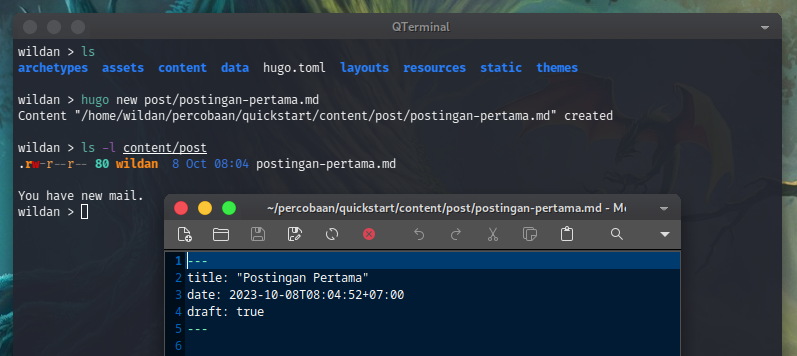 QTerminal
wildan > ls
archetypes assets content data hugo.toml layouts resources static themes
wildan > hugo new post/postingan-pertama.md
Content "/home/wildan/percobaan/quickstart/content/post/postingan-pertama.md" created
wildan > ls -l content/post
.rw-r--r-- 80 wildan 8 Oct 08:04 postingan-pertama.md
You have new mail.
wildan >
~/percobaan/quickstart/content/post/postingan-pertama.md - Mo
1 ---
2 title: "Postingan Pertama"
3 date: 2023-10-08T08:04:52+07:00
4 draft: true
5 ---
6